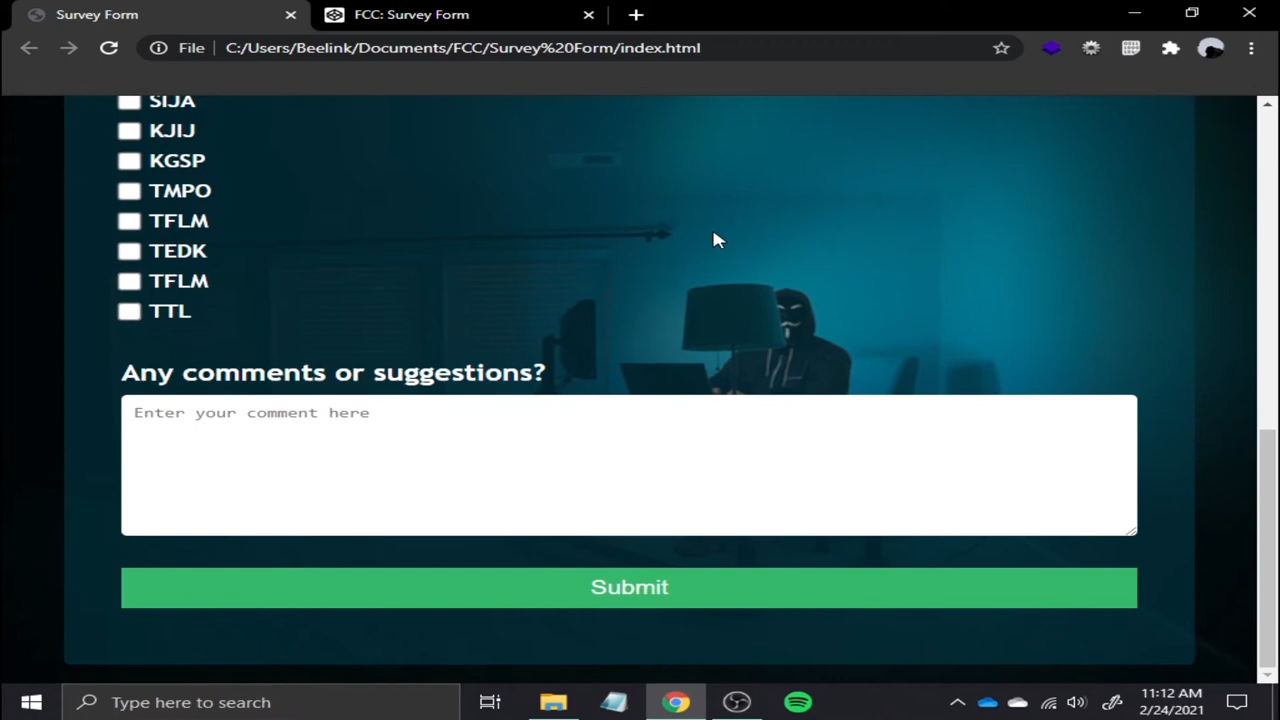 Survey Form
FCC: Survey Form
File
C:/Users/Beelink/Documents/FCC/Survey%20Form/index.html
SIJA
KJIJ
KGSP
TMPO
TFLM
TEDK
TFLM
TTL
Any comments or suggestions?
Enter your comment here
Submit
Type here to search
11:12 AM
2/24/2021